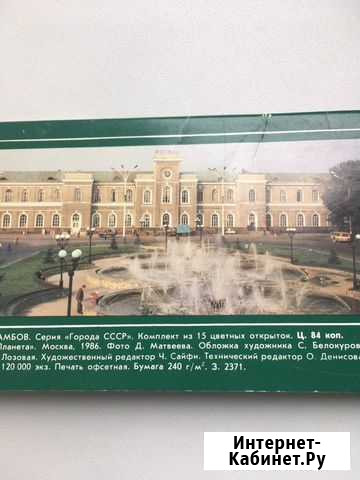 АМБОВ. Серия «Города СССР». Комплект из 15 цветных открыток. Ц. 84 коп.
Планета». Москва, 1986. Фото Д. Матвеева. Обложка художника С. Белокуров
Лозовая. Художественный редактор Ч. Сайфи. Технический редактор О. Денисова
120 000 экз. Печать офсетная. Бумага 240 г/м². З. 2371.
Интернет-
Кабинет.Ру